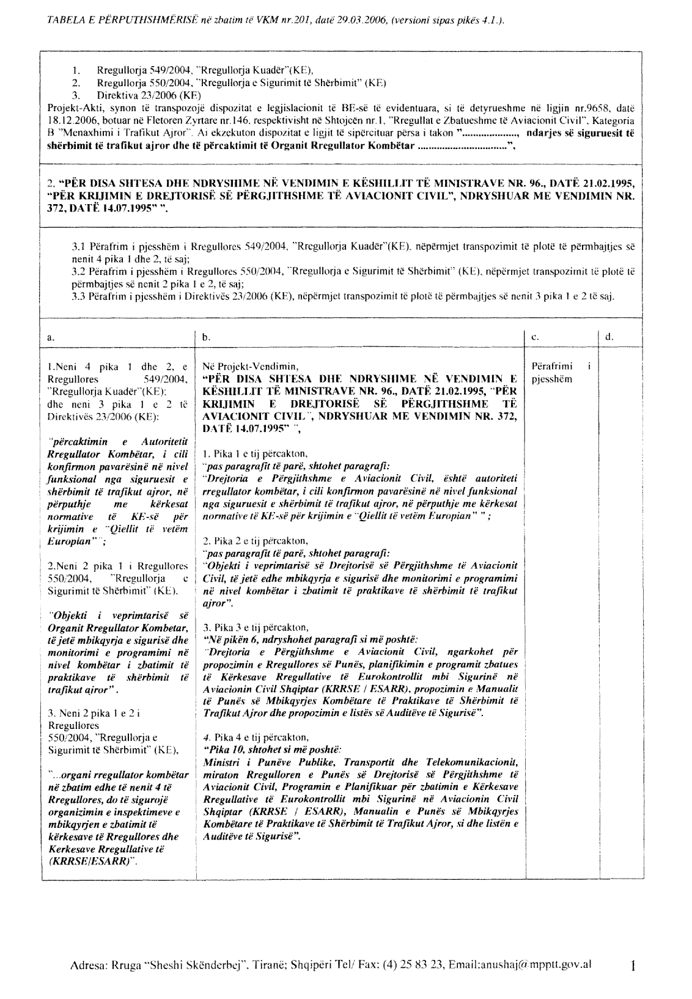 TABELA E PËRPUTHSHMËRISË në zbatim të VKM nr.201, datë 29.03.2006, (versioni sipas pikës 4.1.).
1. Rregullorja 549/2004, "Rregullorja Kuadër"(KE),
2. Rregullorja 550/2004, "Rregullorja e Sigurimit të Shërbimit" (KE)
3. Direktiva 23/2006 (KE)
Projekt-Akti, synon të transpozojë dispozitat e legjislacionit të BE-së të evidentuara, si të detyrueshme në ligjin nr.9658, datë
18.12.2006, botuar në Fletoren Zyrtare nr.146, respektivisht në Shtojcën nr.1, "Rregullat e Zbatueshme të Aviacionit Civil", Kategoria
B "Menaxhimi i Trafikut Ajror". Ai ekzekuton dispozitat e ligjit të sipërcituar përsa i takon "....................., ndarjes së siguruesit të
shërbimit të trafikut ajror dhe të përcaktimit të Organit Rregullator Kombëtar ................................",
2. "PËR DISA SHTESA DHE NDRYSHIME NË VENDIMIN E KËSHILLIT TË MINISTRAVE NR. 96., DATË 21.02.1995,
"PËR KRIJIMIN E DREJTORISË SË PËRGJITHSHME TË AVIACIONIT CIVIL", NDRYSHUAR ME VENDIMIN NR.
372, DATË 14.07.1995" ".
3.1 Përafrim i pjesshëm i Rregullores 549/2004, "Rregullorja Kuadër"(KE), nëpërmjet transpozimit të plotë të përmbajtjes së
nenit 4 pika 1 dhe 2, të saj;
3.2 Përafrim i pjesshëm i Rregullores 550/2004, "Rregullorja e Sigurimit të Shërbimit" (KE), nëpërmjet transpozimit të plotë të
përmbajtjes së nenit 2 pika 1 e 2, të saj;
3.3 Përafrim i pjesshëm i Direktivës 23/2006 (KE), nëpërmjet transpozimit të plotë të përmbajtjes së nenit 3 pika 1 e 2 të saj.
a.
b.
c.
d.
1.Neni 4 pika 1 dhe 2, e
Rregullores 549/2004,
"Rregullorja Kuadër"(KE);
dhe neni 3 pika 1 e 2 të
Direktivës 23/2006 (KE):
"përcaktimin e Autoritetit
Rregullator Kombëtar, i cili
konfirmon pavarësinë në nivel
funksional nga siguruesit e
shërbimit të trafikut ajror, në
përputhje me kërkesat
normative të KE-së për
krijimin e "Qiellit të vetëm
Europian" ";
2.Neni 2 pika 1 i Rregullores
550/2004, "Rregullorja e
Sigurimit të Shërbimit" (KE),
"Objekti i veprimtarisë së
Organit Rregullator Kombetar,
të jetë mbikqyrja e sigurisë dhe
monitorimi e programimi në
nivel kombëtar i zbatimit të
praktikave të shërbimit të
trafikut ajror".
3. Neni 2 pika 1 e 2 i
Rregullores
550/2004, "Rregullorja e
Sigurimit të Shërbimit" (KE),
"...organi rregullator kombëtar
në zbatim edhe të nenit 4 të
Rregullores, do të sigurojë
organizimin e inspektimeve e
mbikqyrjen e zbatimit të
kërkesave të Rregullores dhe
Kerkesave Rregullative të
(KRRSE/ESARR)".
Në Projekt-Vendimin,
"PËR DISA SHTESA DHE NDRYSHIME NË VENDIMIN E
KËSHILLIT TË MINISTRAVE NR. 96., DATË 21.02.1995, "PËR
KRIJIMIN E DREJTORISË SË PËRGJITHSHME TË
AVIACIONIT CIVIL", NDRYSHUAR ME VENDIMIN NR. 372,
DATË 14.07.1995" ",
1. Pika 1 e tij përcakton,
"pas paragrafit të parë, shtohet paragrafi:
"Drejtoria e Përgjithshme e Aviacionit Civil, është autoriteti
rregullator kombëtar, i cili konfirmon pavarësinë në nivel funksional
nga siguruesit e shërbimit të trafikut ajror, në përputhje me kërkesat
normative të KE-së për krijimin e "Qiellit të vetëm Europian" " ;
2. Pika 2 e tij përcakton,
"pas paragrafit të parë, shtohet paragrafi:
"Objekti i veprimtarisë së Drejtorisë së Përgjithshme të Aviacionit
Civil, të jetë edhe mbikqyrja e sigurisë dhe monitorimi e programimi
në nivel kombëtar i zbatimit të praktikave të shërbimit të trafikut
ajror".
3. Pika 3 e tij përcakton,
"Në pikën 6, ndryshohet paragrafi si më poshtë:
"Drejtoria e Përgjithshme e Aviacionit Civil, ngarkohet për
propozimin e Rregullores së Punës, planifikimin e programit zbatues
të Kërkesave Rregullative të Eurokontrollit mbi Sigurinë në
Aviacionin Civil Shqiptar (KRRSE / ESARR), propozimin e Manualit
të Punës së Mbikqyrjes Kombëtare të Praktikave të Shërbimit të
Trafikut Ajror dhe propozimin e listës së Auditëve të Sigurisë".
4. Pika 4 e tij përcakton,
"Pika 10, shtohet si më poshtë:
Ministri i Punëve Publike, Transportit dhe Telekomunikacionit,
miraton Rregulloren e Punës së Drejtorisë së Përgjithshme të
Aviacionit Civil, Programin e Planifikuar për zbatimin e Kërkesave
Rregullative të Eurokontrollit mbi Sigurinë në Aviacionin Civil
Shqiptar (KRRSE / ESARR), Manualin e Punës së Mbikqyrjes
Kombëtare të Praktikave të Shërbimit të Trafikut Ajror, si dhe listën e
Auditëve të Sigurisë".
Përafrimi i
pjesshëm
Adresa: Rruga "Sheshi Skënderbej", Tiranë; Shqipëri Tel/ Fax: (4) 25 83 23, Email:anushaj@mpptt.gov.al 1